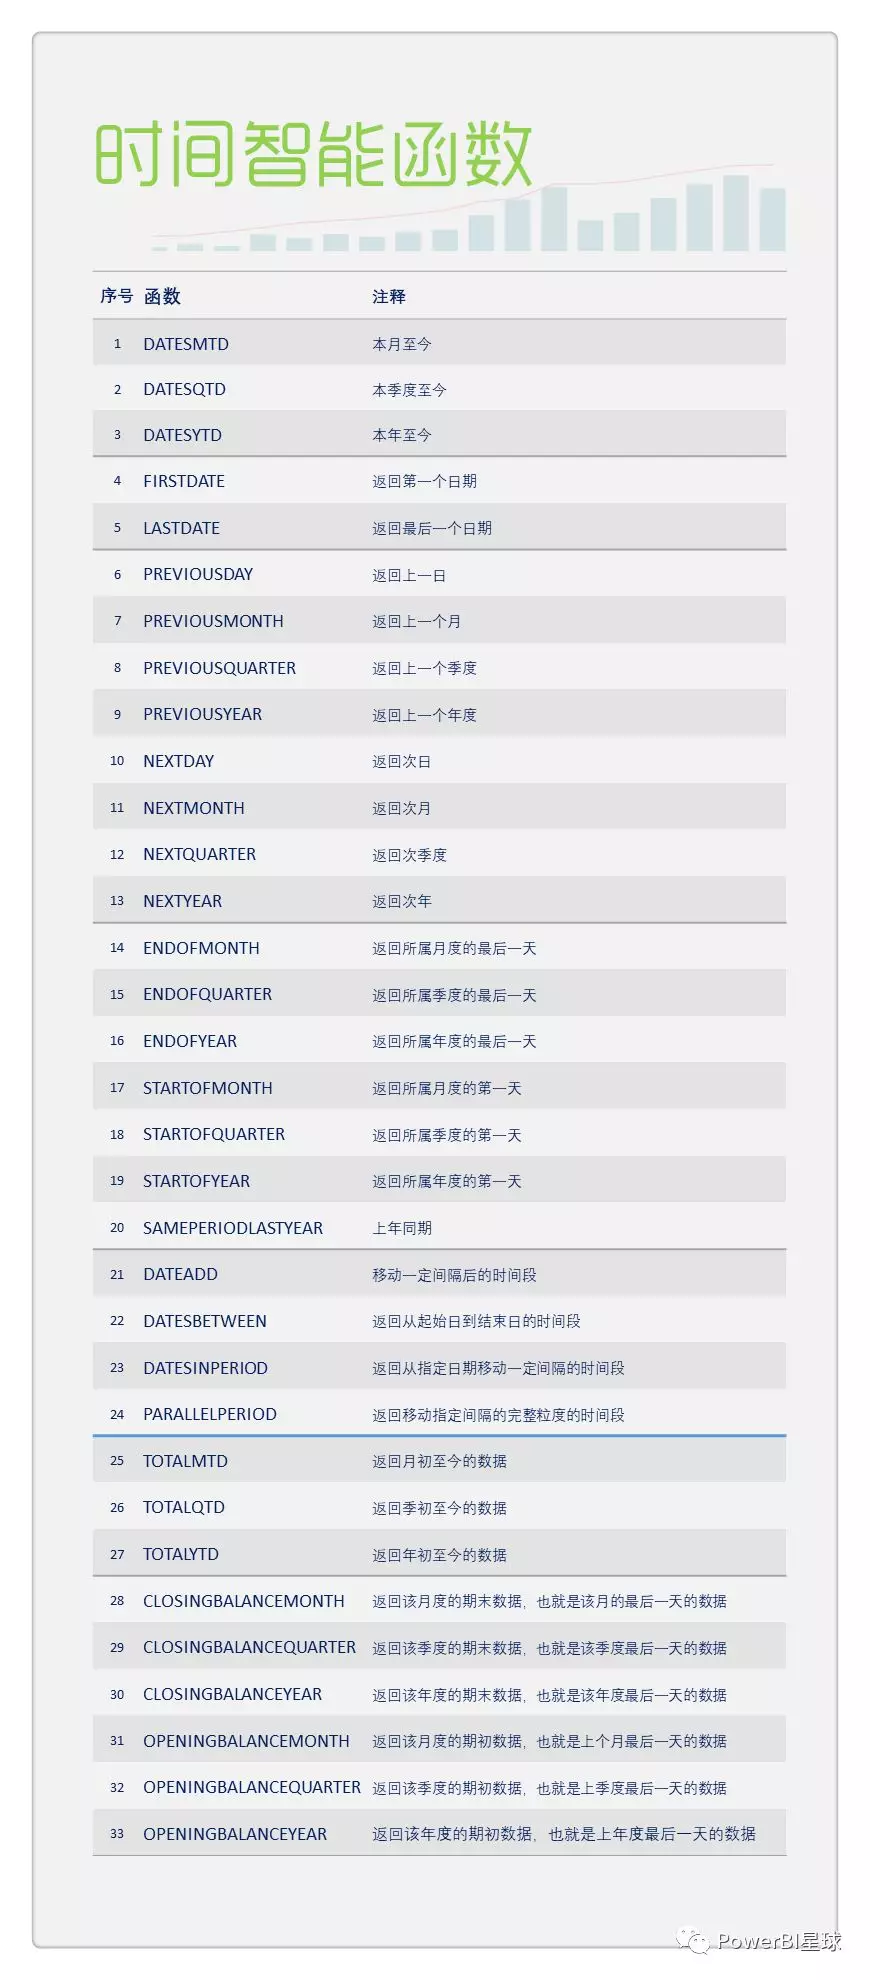 时间智能函数
序号 函数 注释
1 DATESMTD 本月至今
2 DATESQTD 本季度至今
3 DATESYTD 本年至今
4 FIRSTDATE 返回第一个日期
5 LASTDATE 返回最后一个日期
6 PREVIOUSDAY 返回上一日
7 PREVIOUSMONTH 返回上一个月
8 PREVIOUSQUARTER 返回上一个季度
9 PREVIOUSYEAR 返回上一个年度
10 NEXTDAY 返回次日
11 NEXTMONTH 返回次月
12 NEXTQUARTER 返回次季度
13 NEXTYEAR 返回次年
14 ENDOFMONTH 返回所属月度的最后一天
15 ENDOFQUARTER 返回所属季度的最后一天
16 ENDOFYEAR 返回所属年度的最后一天
17 STARTOFMONTH 返回所属月度的第一天
18 STARTOFQUARTER 返回所属季度的第一天
19 STARTOFYEAR 返回所属年度的第一天
20 SAMEPERIODLASTYEAR 上年同期
21 DATEADD 移动一定间隔后的时间段
22 DATESBETWEEN 返回从起始日到结束日的时间段
23 DATESINPERIOD 返回从指定日期移动一定间隔的时间段
24 PARALLELPERIOD 返回移动指定间隔的完整粒度的时间段
25 TOTALMTD 返回月初至今的数据
26 TOTALQTD 返回季初至今的数据
27 TOTALYTD 返回年初至今的数据
28 CLOSINGBALANCEMONTH 返回该月度的期末数据，也就是该月的最后一天的数据
29 CLOSINGBALANCEQUARTER 返回该季度的期末数据，也就是该季度最后一天的数据
30 CLOSINGBALANCEYEAR 返回该年度的期末数据，也就是该年度最后一天的数据
31 OPENINGBALANCEMONTH 返回该月度的期初数据，也就是上个月最后一天的数据
32 OPENINGBALANCEQUARTER 返回该季度的期初数据，也就是上季度最后一天的数据
33 OPENINGBALANCEYEAR 返回该年度的期初数据，也就是上年度最后一天的数据
PowerBI星球